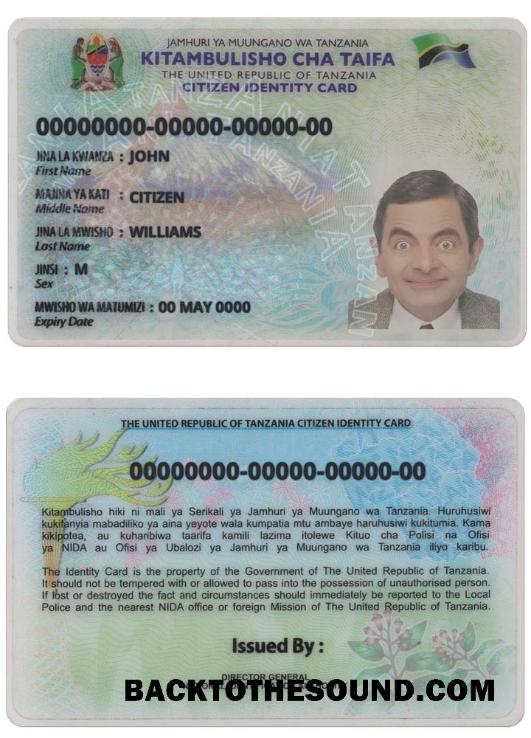 JAMHURI YA MUUNGANO WA TANZANIA
KITAMBULISHO CHA TAIFA
THE UNITED REPUBLIC OF TANZANIA
CITIZEN IDENTITY CARD
00000000-00000-00000-00
JINA LA KWANZA : JOHN
First Name
MAJINA YA KATI : CITIZEN
Middle Name
JINA LA MWISHO : WILLIAMS
Last Name
JINSI : M
Sex
MWISHO WA MATUMIZI : 00 MAY 0000
Expiry Date
THE UNITED REPUBLIC OF TANZANIA CITIZEN IDENTITY CARD
00000000-00000-00000-00
Kitambulisho hiki ni mali ya Serikali ya Jamhuri ya Muungano wa Tanzania. Huruhusiwi
kukifanyia mabadiliko ya aina yeyote wala kumpatia mtu ambaye haruhusiwi kukitumia. Kama
kikipotea, au kuharibiwa taarifa kamili lazima itolewe Kituo cha Polisi na Ofisi
ya NIDA au Ofisi ya Ubalozi ya Jamhuri ya Muungano wa Tanzania iliyo karibu.
The Identity Card is the property of the Government of The United Republic of Tanzania.
It should not be tempered with or allowed to pass into the possession of unauthorised person.
If lost or destroyed the fact and circumstances should immediately be reported to the Local
Police and the nearest NIDA office or foreign Mission of The United Republic of Tanzania.
Issued By :
DIRECTOR GENERAL
BACKTOTHESOUND.COM